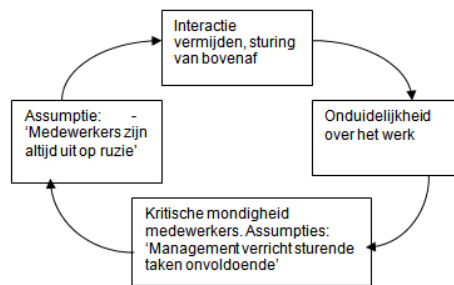 Interactie
vermijden, sturing
van bovenaf
Assumptie: -
‘Medewerkers zijn
altijd uit op ruzie’
Onduidelijkheid
over het werk
Kritische mondigheid
medewerkers. Assumpties:
‘Management verricht sturende
taken onvoldoende’